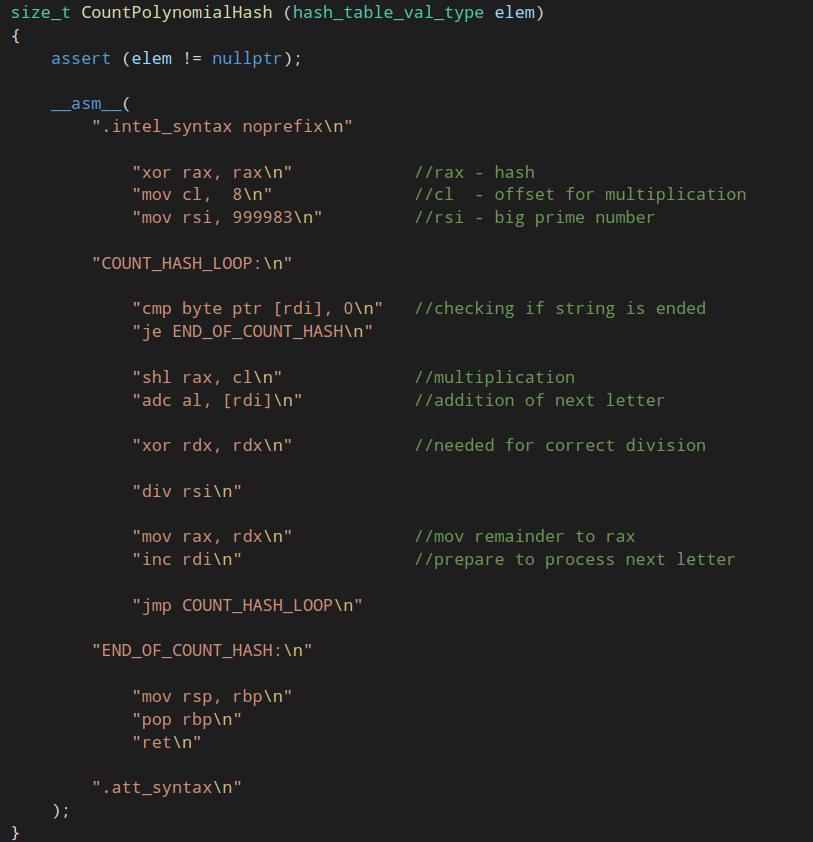 size_t CountPolynomialHash (hash_table_val_type elem)
{
    assert (elem != nullptr);
    __asm__(
        ".intel_syntax noprefix\n"
            "xor rax, rax\n"            //rax - hash
            "mov cl,  8\n"              //cl  - offset for multiplication
            "mov rsi, 999983\n"         //rsi - big prime number
        "COUNT_HASH_LOOP:\n"
            "cmp byte ptr [rdi], 0\n"   //checking if string is ended
            "je END_OF_COUNT_HASH\n"
            "shl rax, cl\n"             //multiplication
            "adc al, [rdi]\n"           //addition of next letter
            "xor rdx, rdx\n"            //needed for correct division
            "div rsi\n"
            "mov rax, rdx\n"            //mov remainder to rax
            "inc rdi\n"                 //prepare to process next letter
            "jmp COUNT_HASH_LOOP\n"
        "END_OF_COUNT_HASH:\n"
            "mov rsp, rbp\n"
            "pop rbp\n"
            "ret\n"
        ".att_syntax\n"
    );
}